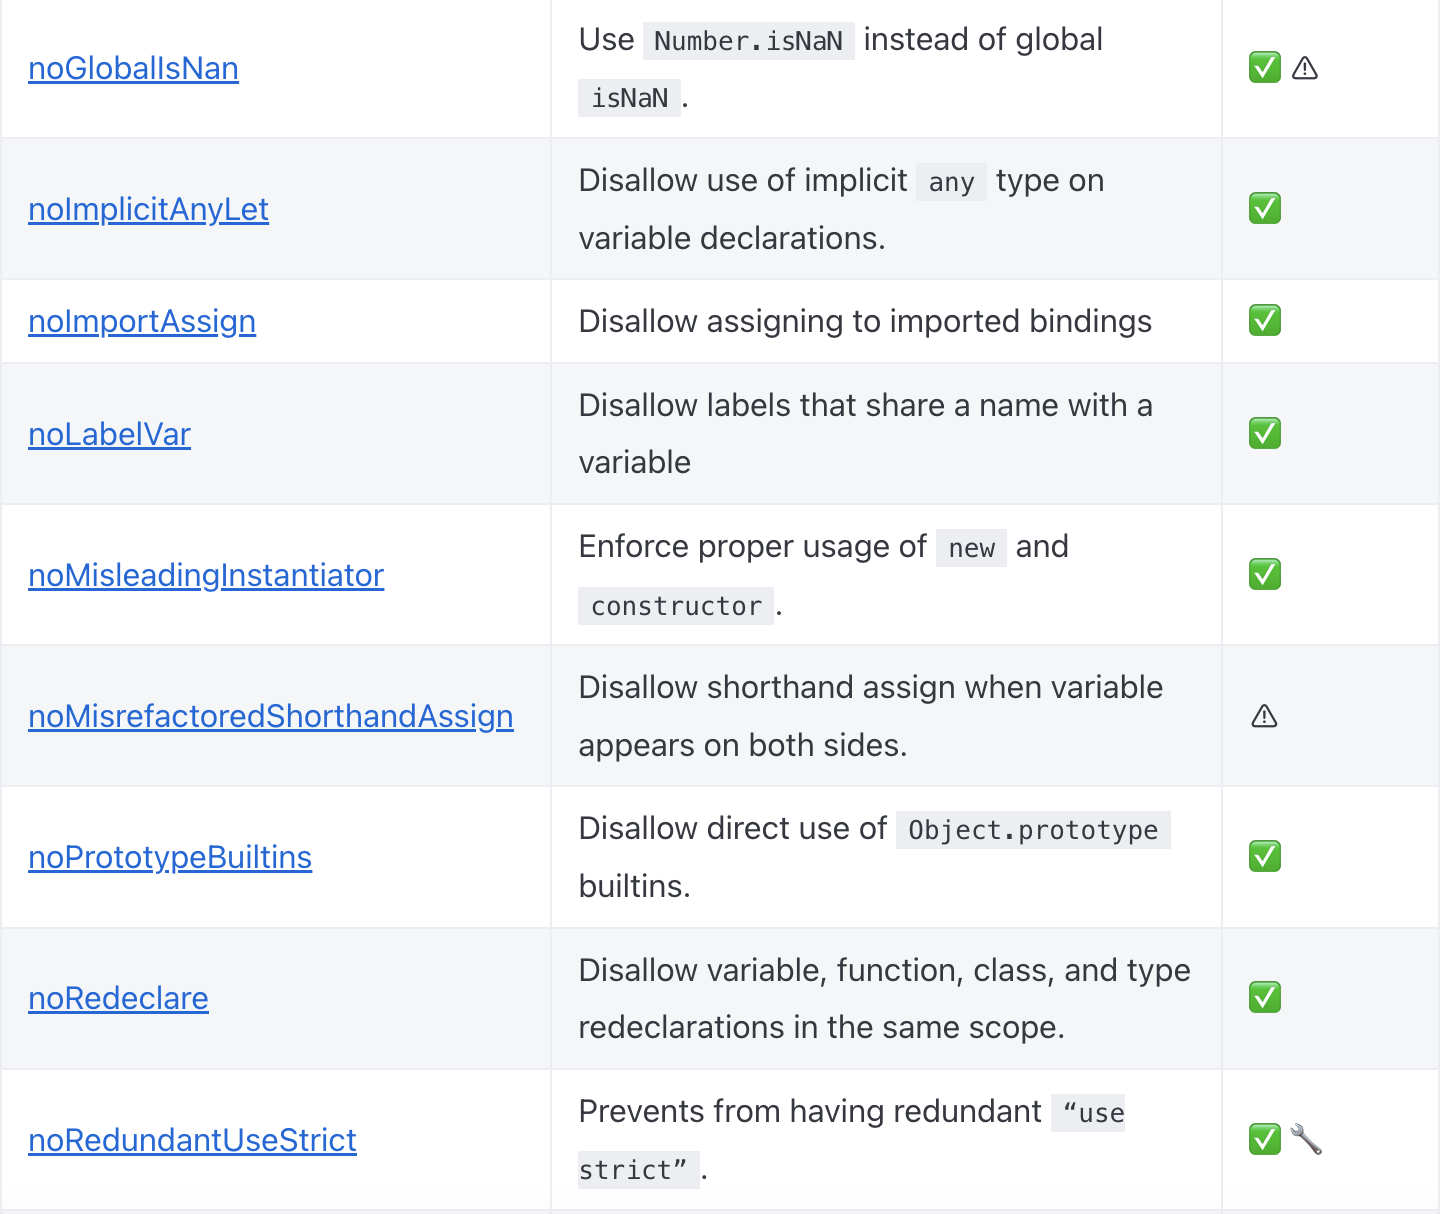 noGlobalIsNan
Use Number.isNaN instead of global
isNaN.
✅ ⚠
noImplicitAnyLet
Disallow use of implicit any type on
variable declarations.
✅
noImportAssign
Disallow assigning to imported bindings
✅
noLabelVar
Disallow labels that share a name with a
variable
✅
noMisleadingInstantiator
Enforce proper usage of new and
constructor.
✅
noMisrefactoredShorthandAssign
Disallow shorthand assign when variable
appears on both sides.
⚠
noPrototypeBuiltins
Disallow direct use of Object.prototype
builtins.
✅
noRedeclare
Disallow variable, function, class, and type
redeclarations in the same scope.
✅
noRedundantUseStrict
Prevents from having redundant “use
strict”.
✅ 🔧